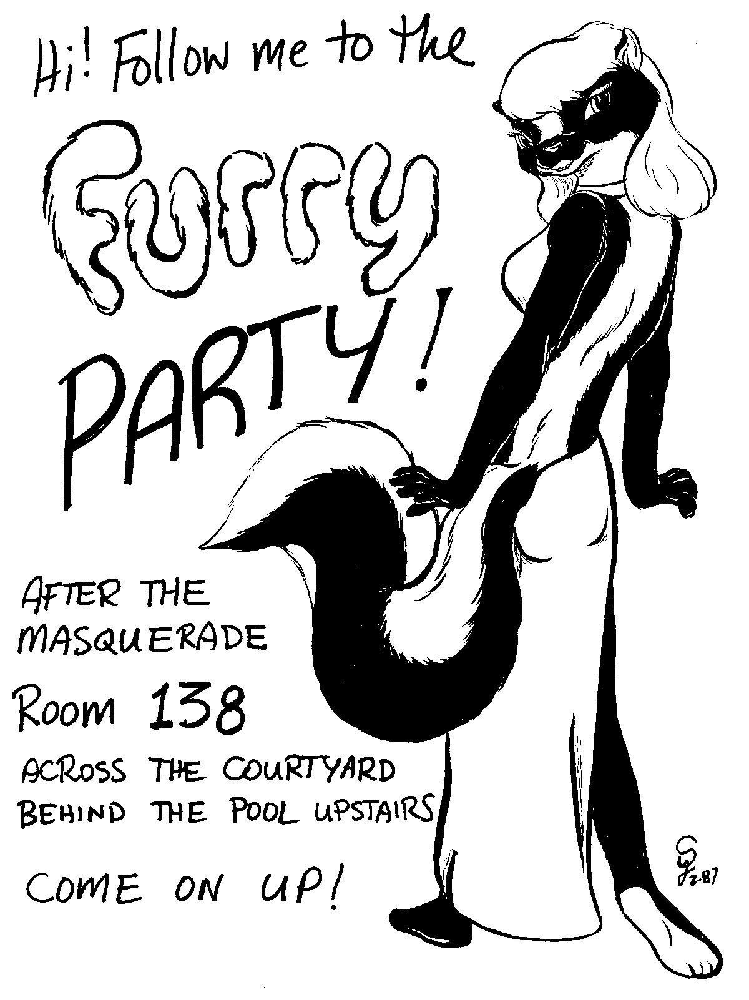 Hi! Follow me to the
Furry
PARTY!
AFTER THE
MASQUERADE
Room 138
ACROSS THE COURTYARD
BEHIND THE POOL UPSTAIRS
COME ON UP!
2-87